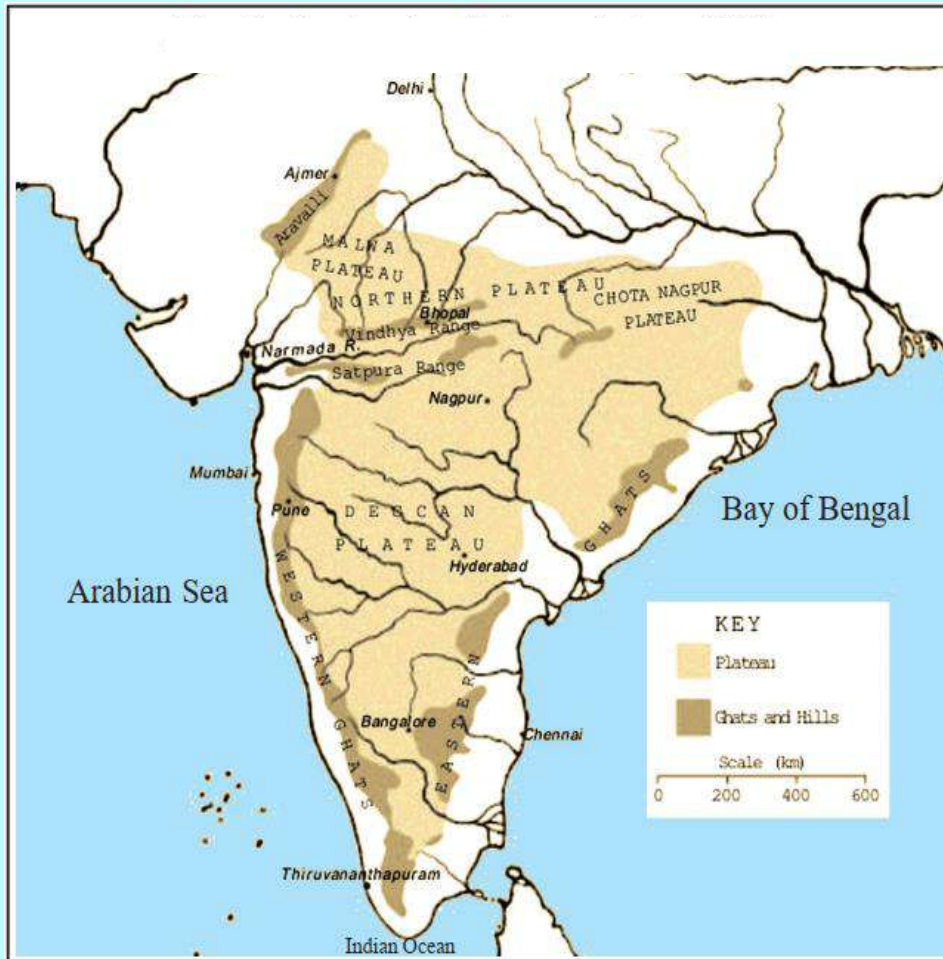 Delhi
Ajmer
Aravalli
MALWA
PLATEAU
NORTHERN PLATEAU
CHOTA NAGPUR
PLATEAU
Bhopal
Vindhya Range
Narmada R.
Satpura Range
Nagpur
Mumbai
Pune
DECCAN
PLATEAU
Hyderabad
GHATS
Bay of Bengal
Arabian Sea
WESTERN GHATS
EASTERN
Bangalore
Chennai
KEY
Plateau
Ghats and Hills
Scale (km)
0 200 400 600
Thiruvananthapuram
Indian Ocean